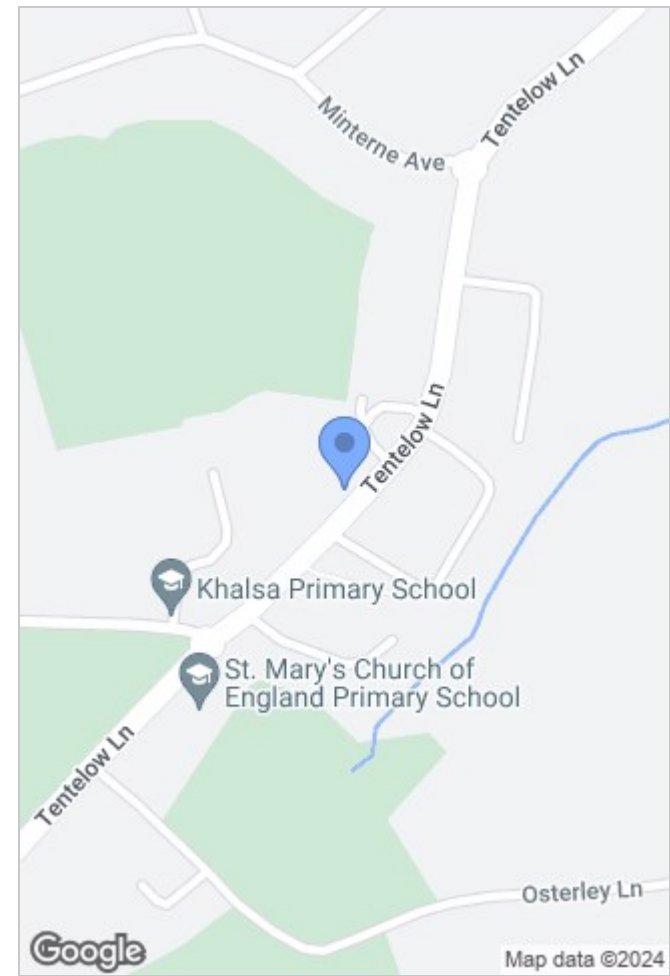 Minterne Ave
Tentelow Ln
Tentelow Ln
Khalsa Primary School
St. Mary's Church of
England Primary School
Tentelow Ln
Osterley Ln
Google
Map data ©2024